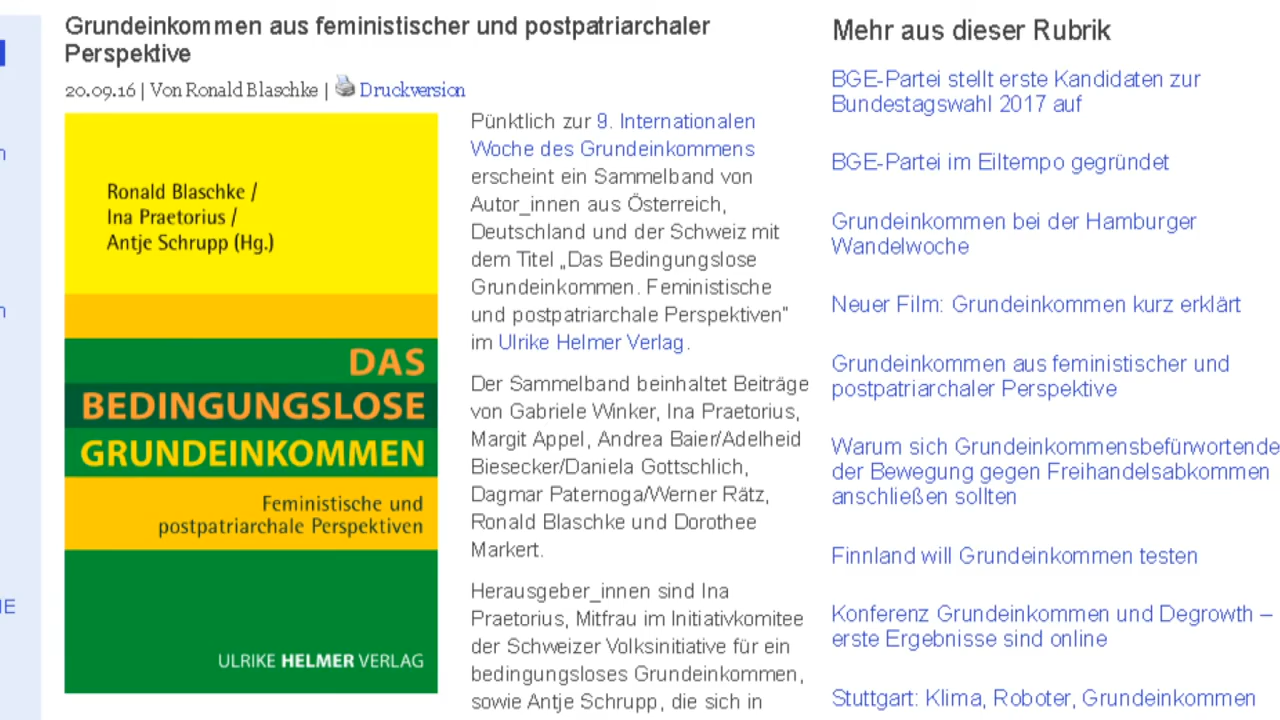 Grundeinkommen aus feministischer und postpatriarchaler
Perspektive
20.09.16 | Von Ronald Blaschke | Druckversion
Ronald Blaschke /
Ina Praetorius /
Antje Schrupp (Hg.)
DAS
BEDINGUNGSLOSE
GRUNDEINKOMMEN
Feministische und
postpatriarchale Perspektiven
ULRIKE HELMER VERLAG
Pünktlich zur 9. Internationalen
Woche des Grundeinkommens
erscheint ein Sammelband von
Autor_innen aus Österreich,
Deutschland und der Schweiz mit
dem Titel „Das Bedingungslose
Grundeinkommen. Feministische
und postpatriarchale Perspektiven“
im Ulrike Helmer Verlag.
Der Sammelband beinhaltet Beiträge
von Gabriele Winker, Ina Praetorius,
Margit Appel, Andrea Baier/Adelheid
Biesecker/Daniela Gottschlich,
Dagmar Paternoga/Werner Rätz,
Ronald Blaschke und Dorothee
Markert.
Herausgeber_innen sind Ina
Praetorius, Mitfrau im Initiativkomitee
der Schweizer Volksinitiative für ein
bedingungsloses Grundeinkommen,
sowie Antje Schrupp, die sich in
Mehr aus dieser Rubrik
BGE-Partei stellt erste Kandidaten zur
Bundestagswahl 2017 auf
BGE-Partei im Eiltempo gegründet
Grundeinkommen bei der Hamburger
Wandelwoche
Neuer Film: Grundeinkommen kurz erklärt
Grundeinkommen aus feministischer und
postpatriarchaler Perspektive
Warum sich Grundeinkommensbefürwortende
der Bewegung gegen Freihandelsabkommen
anschließen sollten
Finnland will Grundeinkommen testen
Konferenz Grundeinkommen und Degrowth –
erste Ergebnisse sind online
Stuttgart: Klima, Roboter, Grundeinkommen